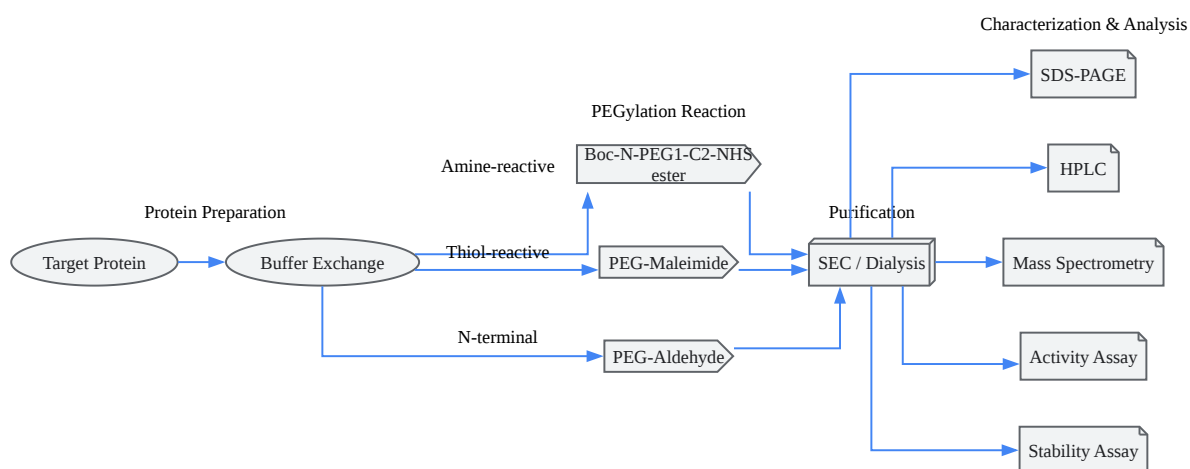 Characterization & Analysis
SDS-PAGE
PEGylation Reaction
Boc-N-PEG1-C2-NHS
ester
Amine-reactive
HPLC
Protein Preparation
Purification
Target Protein
Buffer Exchange
Thiol-reactive
PEG-Maleimide
SEC / Dialysis
Mass Spectrometry
N-terminal
PEG-Aldehyde
Activity Assay
Stability Assay